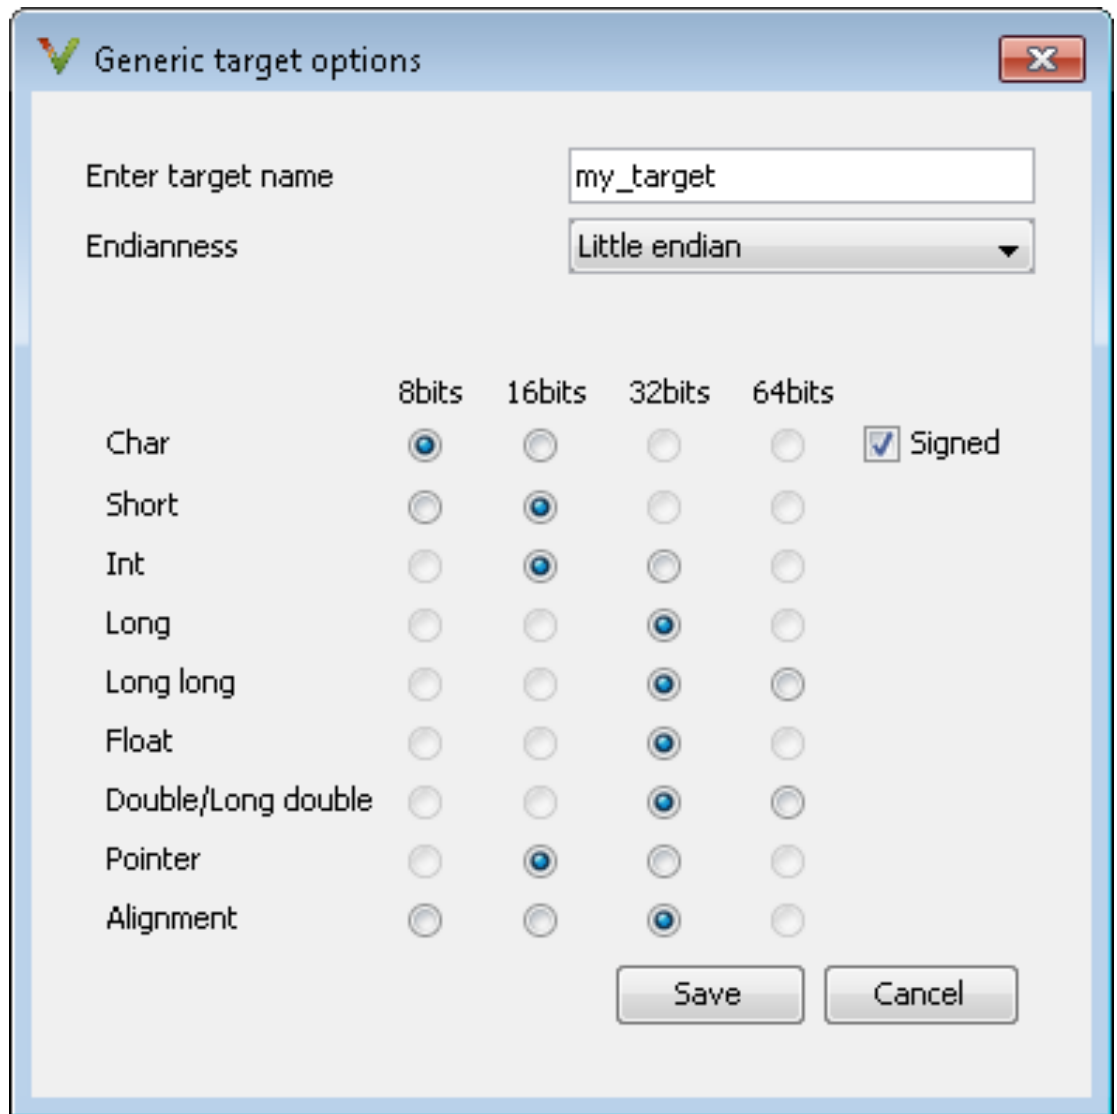 Generic target options
Enter target name my_target
Endianness Little endian
8bits 16bits 32bits 64bits
Char Signed
Short
Int
Long
Long long
Float
Double/Long double
Pointer
Alignment
Save Cancel